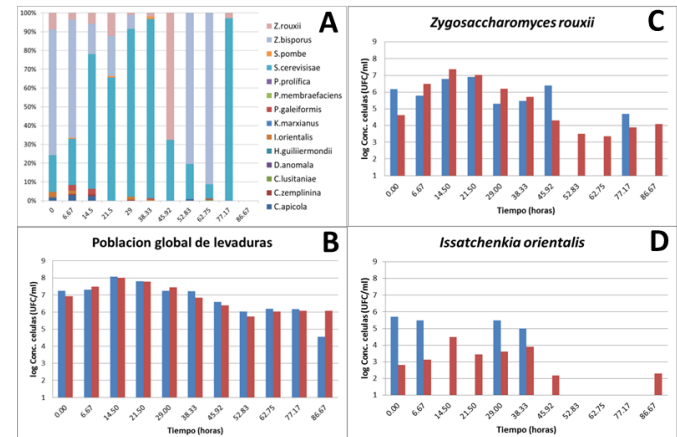 A
100%
90%
80%
70%
60%
50%
40%
30%
20%
10%
0%
0 6.67 14.5 21.5 29 38.33 45.92 52.83 62.75 77.17 86.67
Z.rouxii
Z.bisporus
S.pombe
S.cerevisisae
P.prolifica
P.membraefaciens
P.galeiformis
K.marxianus
I.orientalis
H.guiliiermondii
D.anomala
C.lusitaniae
C.zemplinina
C.apicola
Poblacion global de levaduras
B
log Conc. celulas (UFC/ml)
9
8
7
6
5
4
3
2
1
0.00 6.67 14.50 21.50 29.00 38.33 45.92 52.83 62.75 77.17 86.67
Tiempo (horas)
Zygosaccharomyces rouxii
C
log Conc. celulas (UFC/ml)
9
8
7
6
5
4
3
2
1
0.00 6.67 14.50 21.50 29.00 38.33 45.92 52.83 62.75 77.17 86.67
Tiempo (horas)
Issatchenkia orientalis
D
log Conc. celulas (UFC/ml)
9
8
7
6
5
4
3
2
1
0.00 6.67 14.50 21.50 29.00 38.33 45.92 52.83 62.75 77.17 86.67
Tiempo (horas)